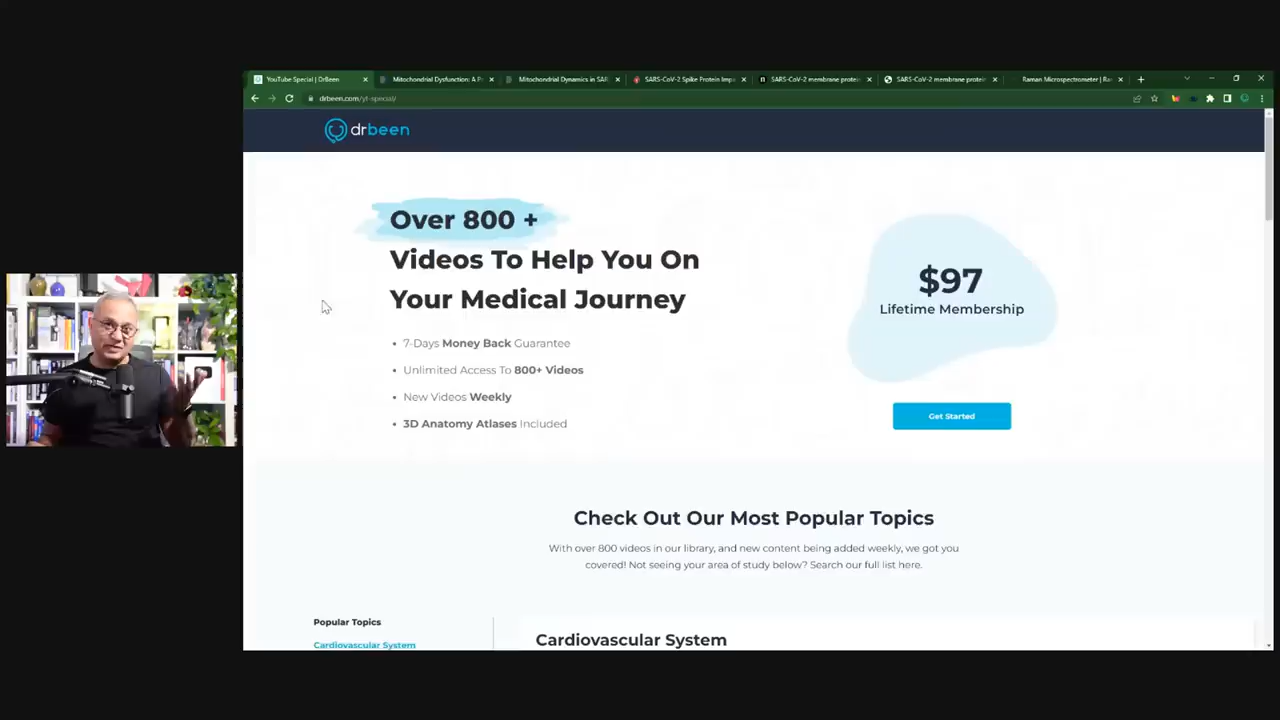 YouTube Special | DrBeen
Mitochondrial Dysfunction: A P
Mitochondrial Dynamics in SAR
SARS-CoV-2 Spike Protein Imp
SARS-CoV-2 membrane protein
SARS-CoV-2 membrane protein
Raman Microspectrometer | Ra
drbeen.com/yt-special/
drbeen
Over 800 +
Videos To Help You On
Your Medical Journey
• 7-Days Money Back Guarantee
• Unlimited Access To 800+ Videos
• New Videos Weekly
• 3D Anatomy Atlases Included
$97
Lifetime Membership
Get Started
Check Out Our Most Popular Topics
With over 800 videos in our library, and new content being added weekly, we got you
covered! Not seeing your area of study below? Search our full list here.
Popular Topics
Cardiovascular System
Cardiovascular System